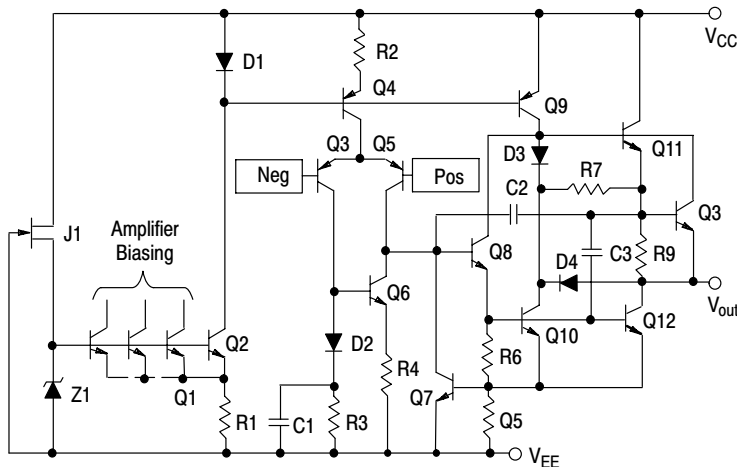 VCC
R2
D1
Q4
Q9
Q3
Q5
D3
Q11
R7
Neg
Pos
C2
Q3
Amplifier
Biasing
J1
Q8
D4
C3
R9
Vout
Q6
Q2
Q10
Q12
D2
R6
R4
Z1
Q1
Q7
R1
C1
R3
Q5
VEE